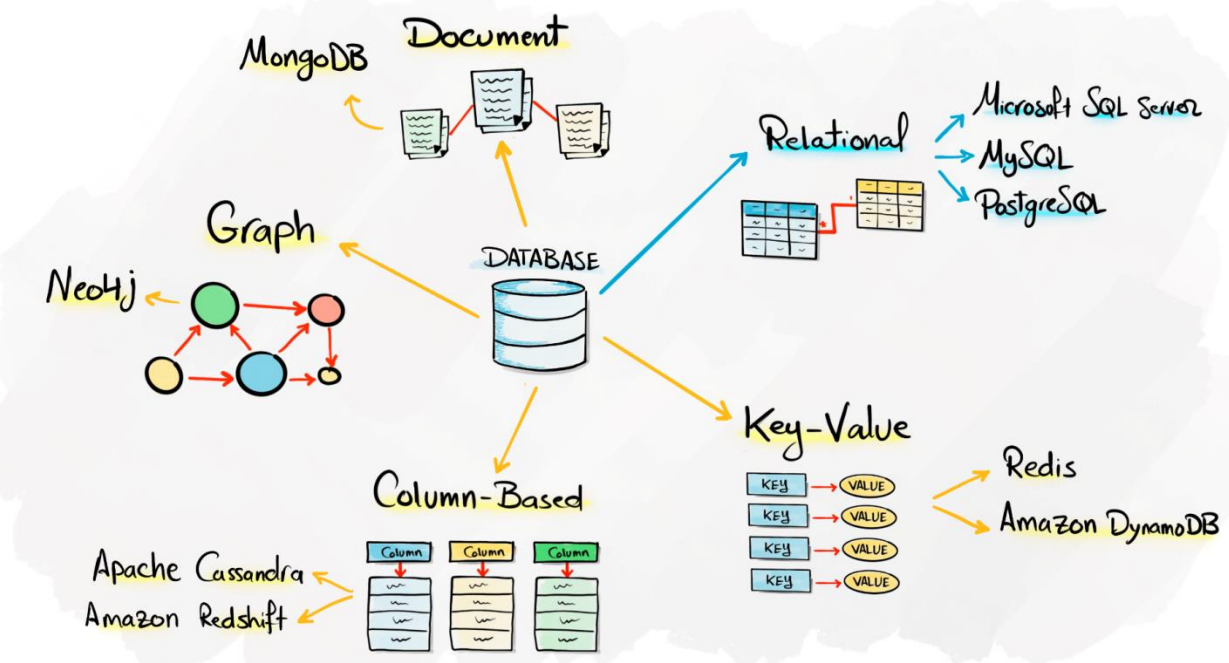 Document
MongoDB
Relational
Microsoft SQL Server
MySQL
PostgreSQL
Graph
Neo4j
DATABASE
Key-Value
KEY VALUE
KEY VALUE
KEY VALUE
KEY VALUE
Redis
Amazon DynamoDB
Column-Based
Column Column Column
Apache Cassandra
Amazon Redshift